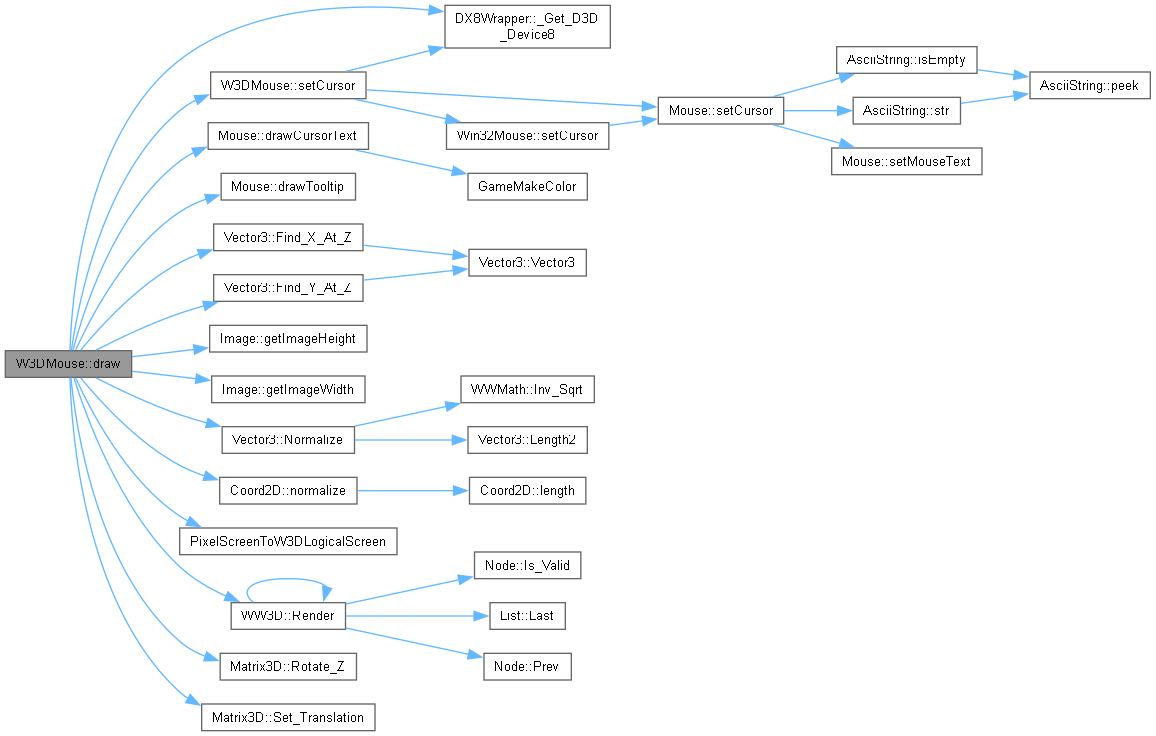 DX8Wrapper::_Get_D3D
_Device8
W3DMouse::setCursor
AsciiString::isEmpty
AsciiString::peek
Mouse::setCursor
AsciiString::str
Mouse::drawCursorText
Win32Mouse::setCursor
Mouse::setMouseText
Mouse::drawTooltip
GameMakeColor
Vector3::Find_X_At_Z
Vector3::Vector3
Vector3::Find_Y_At_Z
Image::getImageHeight
W3DMouse::draw
Image::getImageWidth
WWMath::Inv_Sqrt
Vector3::Normalize
Vector3::Length2
Coord2D::normalize
Coord2D::length
PixelScreenToW3DLogicalScreen
Node::Is_Valid
WW3D::Render
List::Last
Matrix3D::Rotate_Z
Node::Prev
Matrix3D::Set_Translation